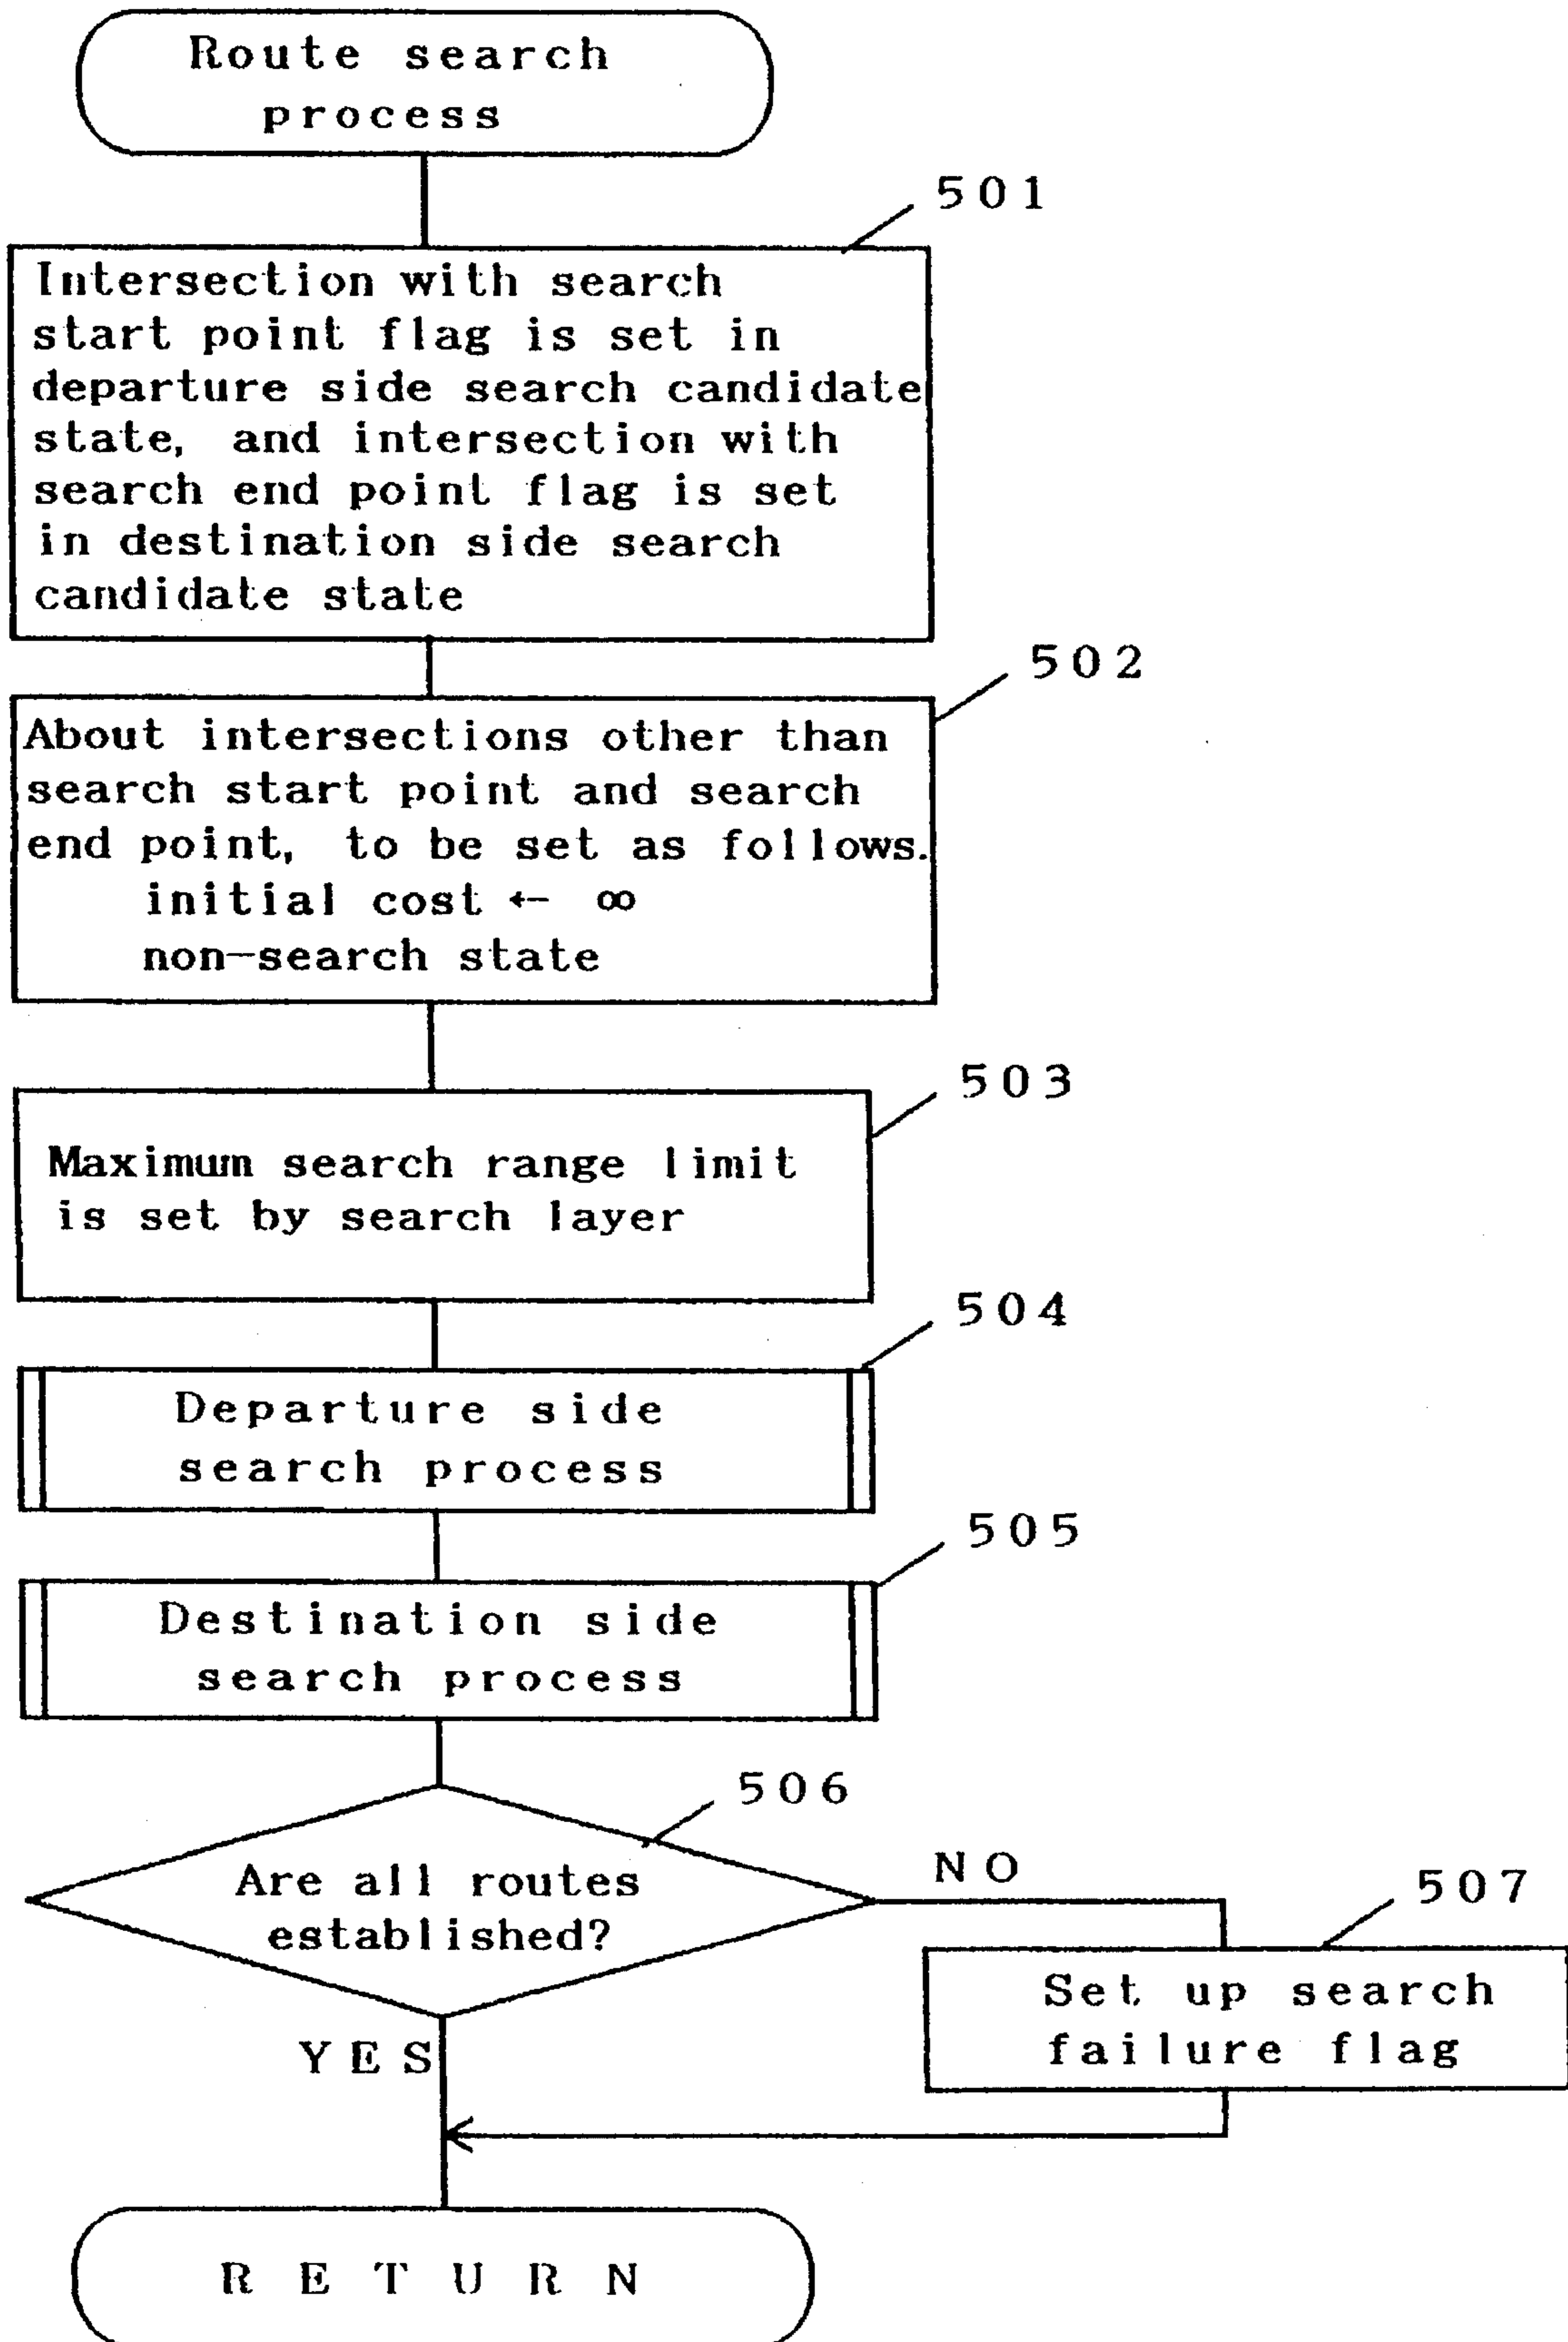 Route search
process
501
Intersection with search
start point flag is set in
departure side search candidate
state, and intersection with
search end point flag is set
in destination side search
candidate state
502
About intersections other than
search start point and search
end point, to be set as follows.
initial cost ← ∞
non-search state
503
Maximum search range limit
is set by search layer
504
Departure side
search process
505
Destination side
search process
506
Are all routes
established?
NO
507
Set up search
failure flag
YES
RETURN